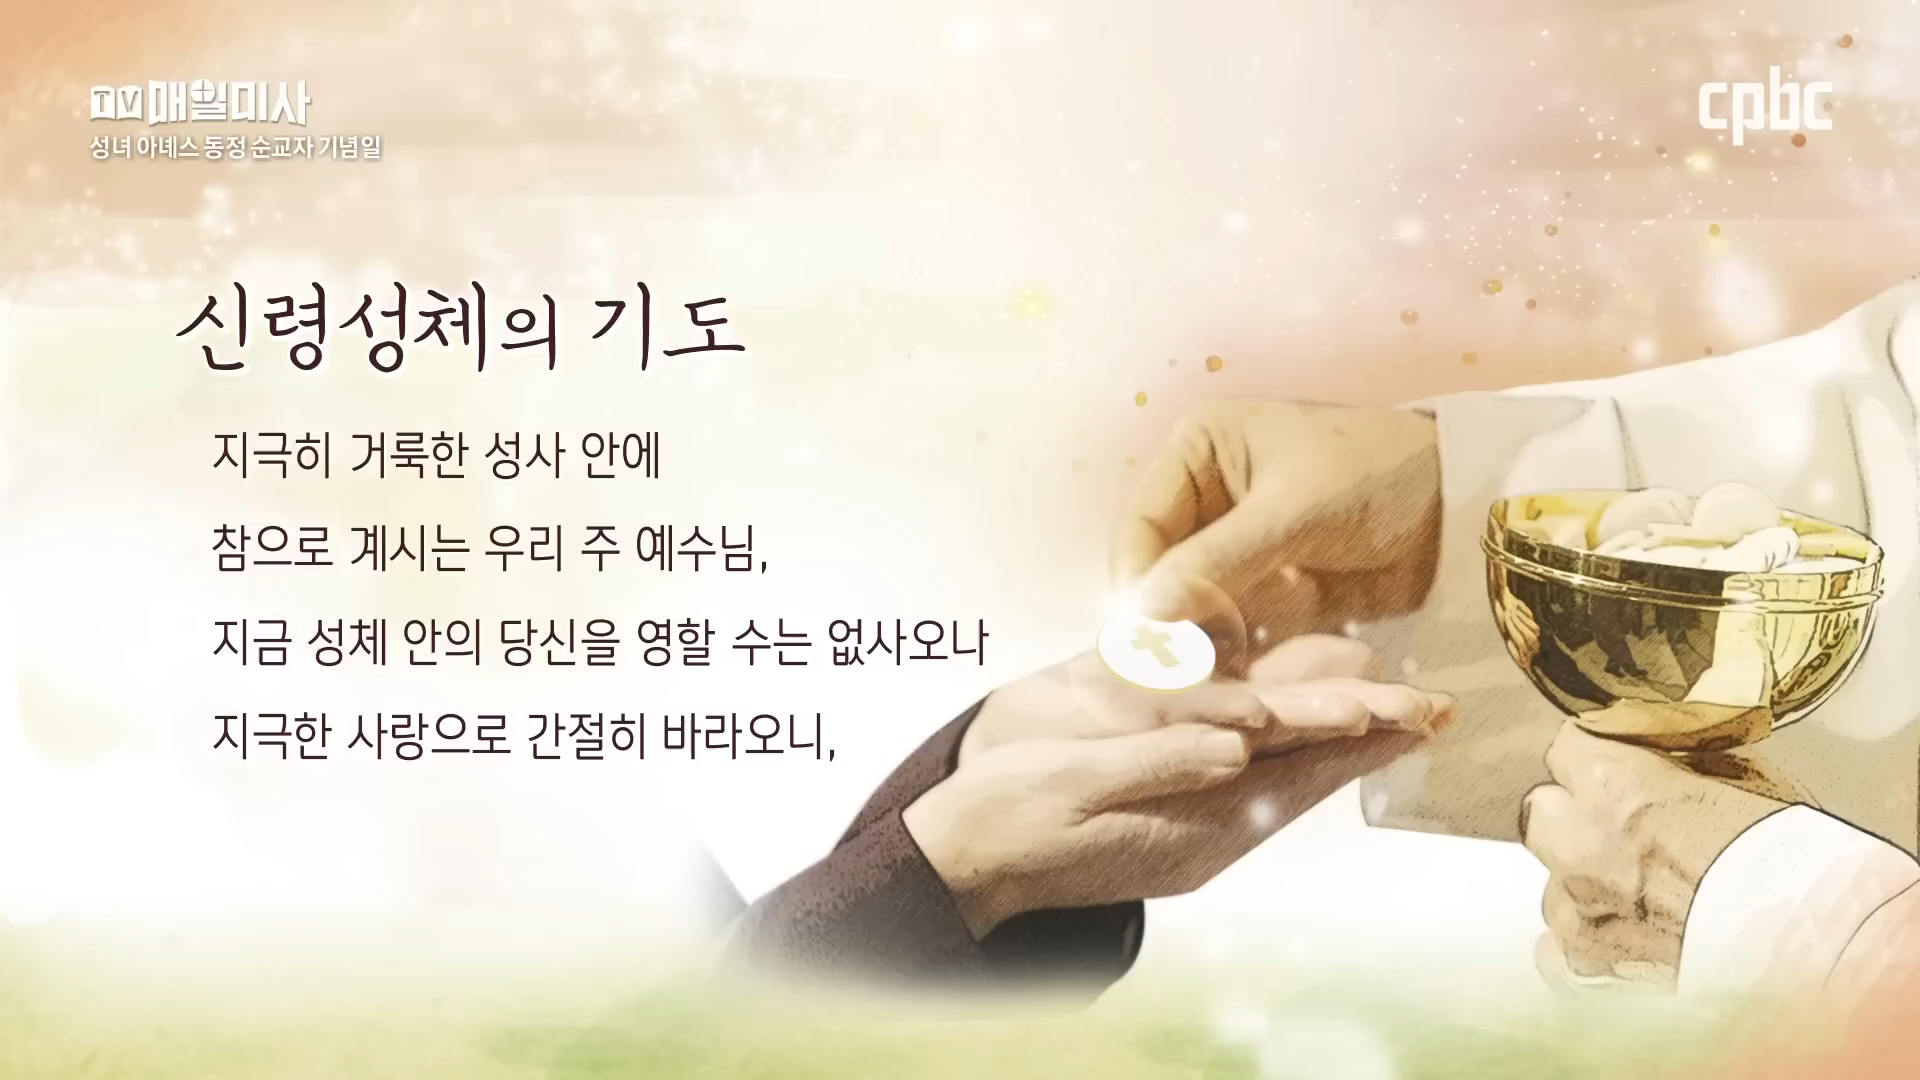 TV매일미사
성녀 아녜스 동정 순교자 기념일
cpbc
신령성체의 기도
지극히 거룩한 성사 안에
참으로 계시는 우리 주 예수님,
지금 성체 안의 당신을 영할 수는 없사오나
지극한 사랑으로 간절히 바라오니,